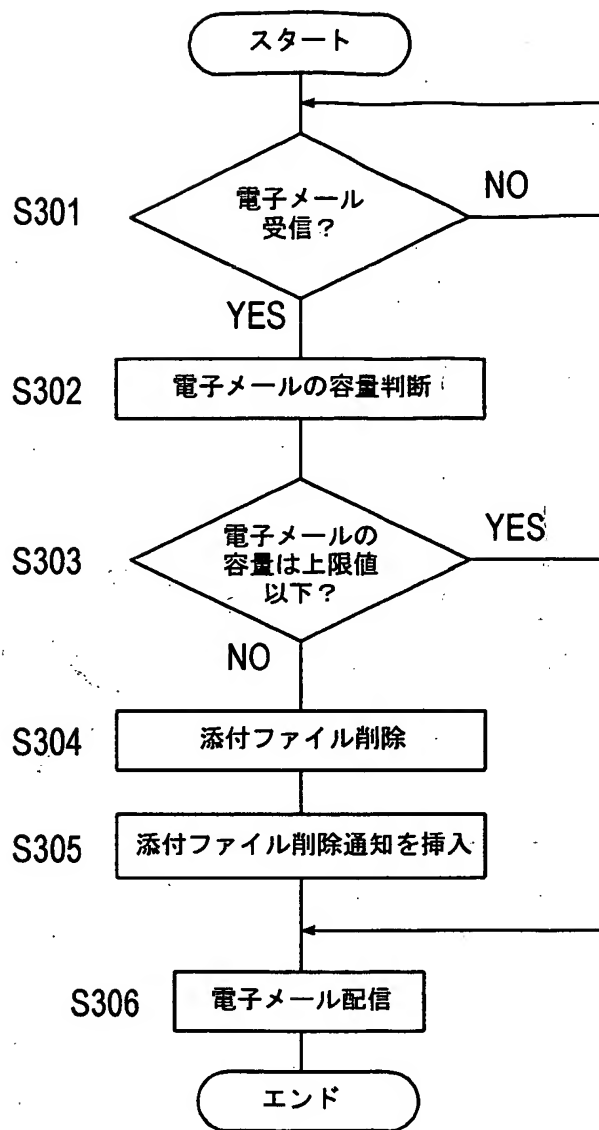 スタート
S301
電子メール
受信？
NO
YES
S302
電子メールの容量判断
S303
電子メールの
容量は上限値
以下？
YES
NO
S304
添付ファイル削除
S305
添付ファイル削除通知を挿入
S306
電子メール配信
エンド